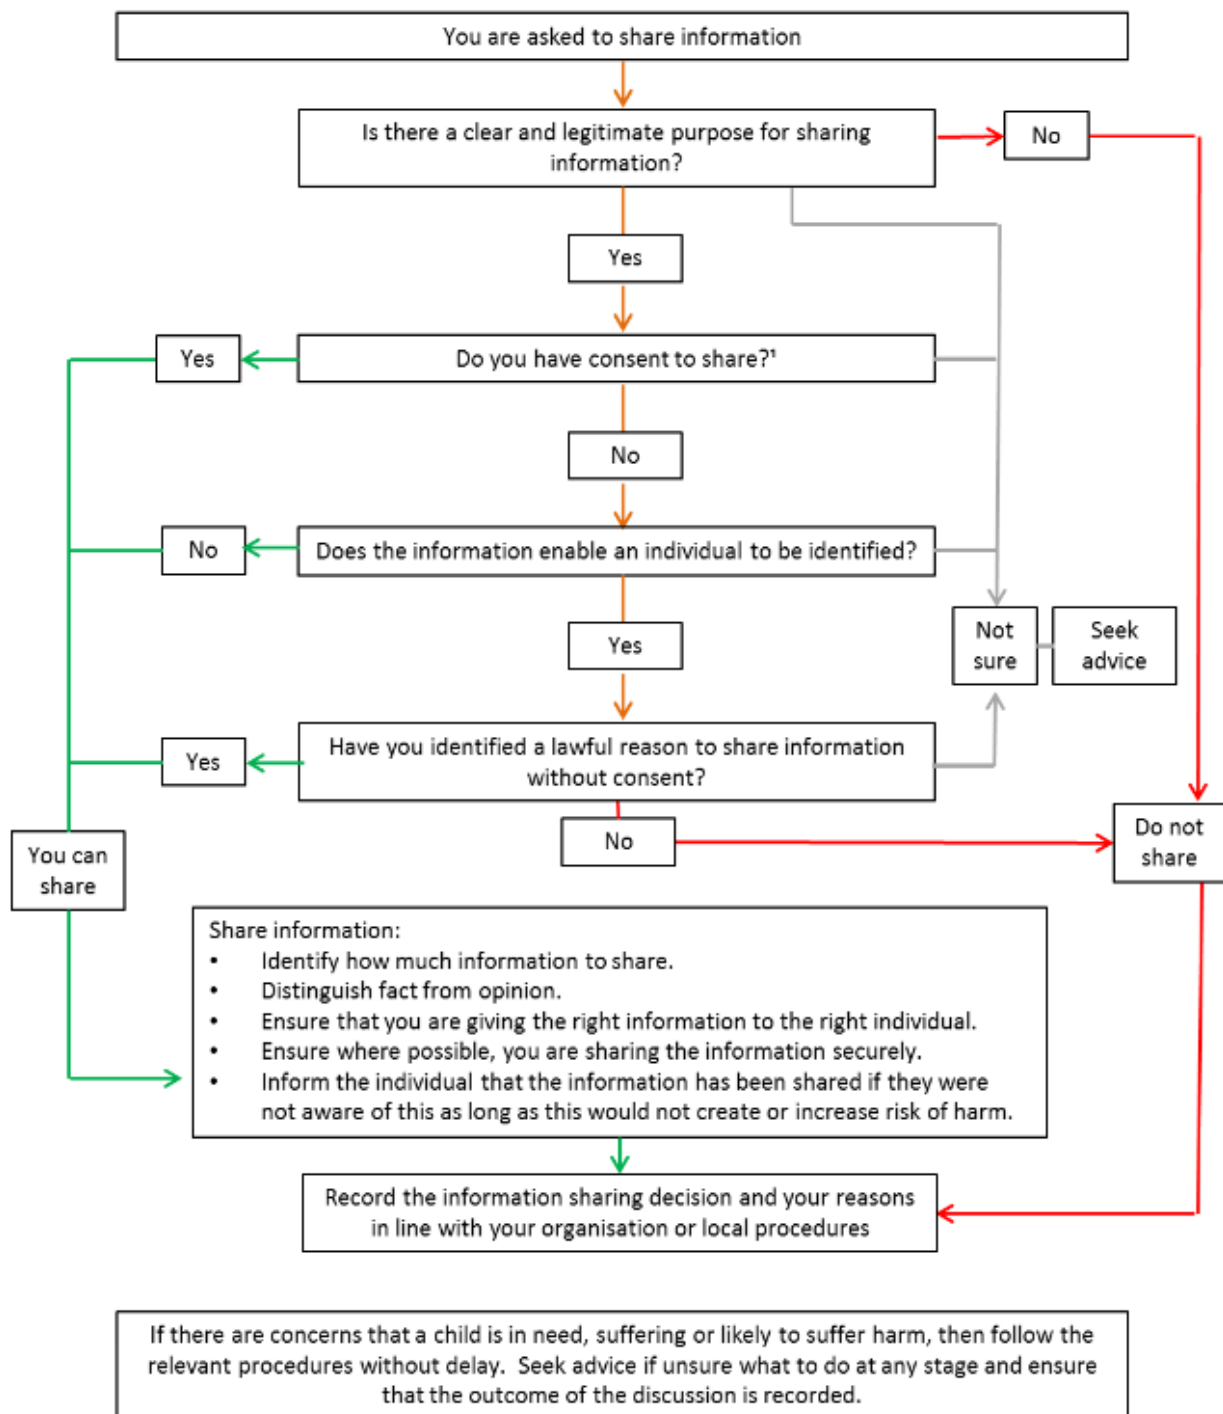 You are asked to share information
Is there a clear and legitimate purpose for sharing
information?
No
Yes
Yes
Do you have consent to share?¹
No
No
Does the information enable an individual to be identified?
Yes
Not
sure
Seek
advice
Yes
Have you identified a lawful reason to share information
without consent?
No
Do not
share
You can
share
Share information:
• Identify how much information to share.
• Distinguish fact from opinion.
• Ensure that you are giving the right information to the right individual.
• Ensure where possible, you are sharing the information securely.
• Inform the individual that the information has been shared if they were
not aware of this as long as this would not create or increase risk of harm.
Record the information sharing decision and your reasons
in line with your organisation or local procedures
If there are concerns that a child is in need, suffering or likely to suffer harm, then follow the
relevant procedures without delay.  Seek advice if unsure what to do at any stage and ensure
that the outcome of the discussion is recorded.